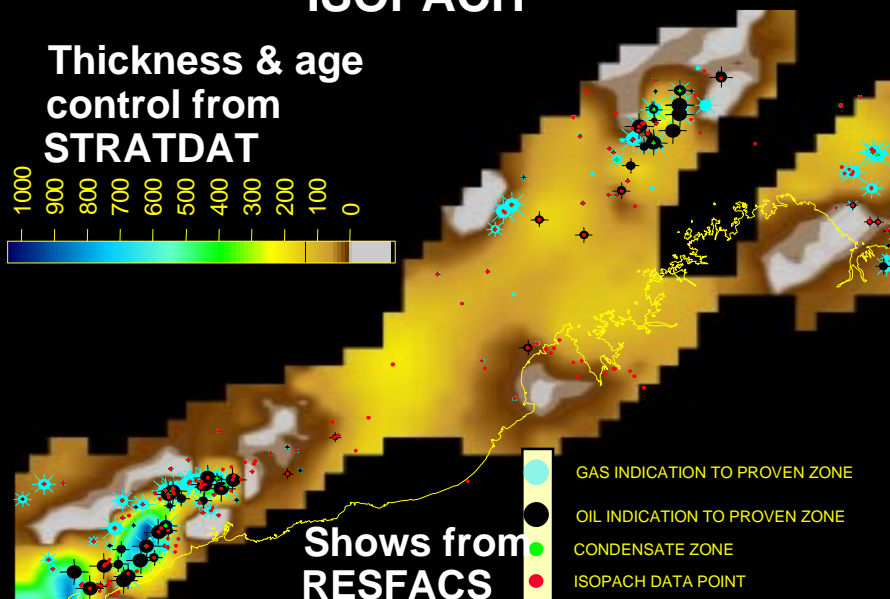 ISOPACH
Thickness & age
control from
STRATDAT
1000 900 800 700 600 500 400 300 200 100 0
GAS INDICATION TO PROVEN ZONE
OIL INDICATION TO PROVEN ZONE
CONDENSATE ZONE
ISOPACH DATA POINT
Shows from
RESFACS